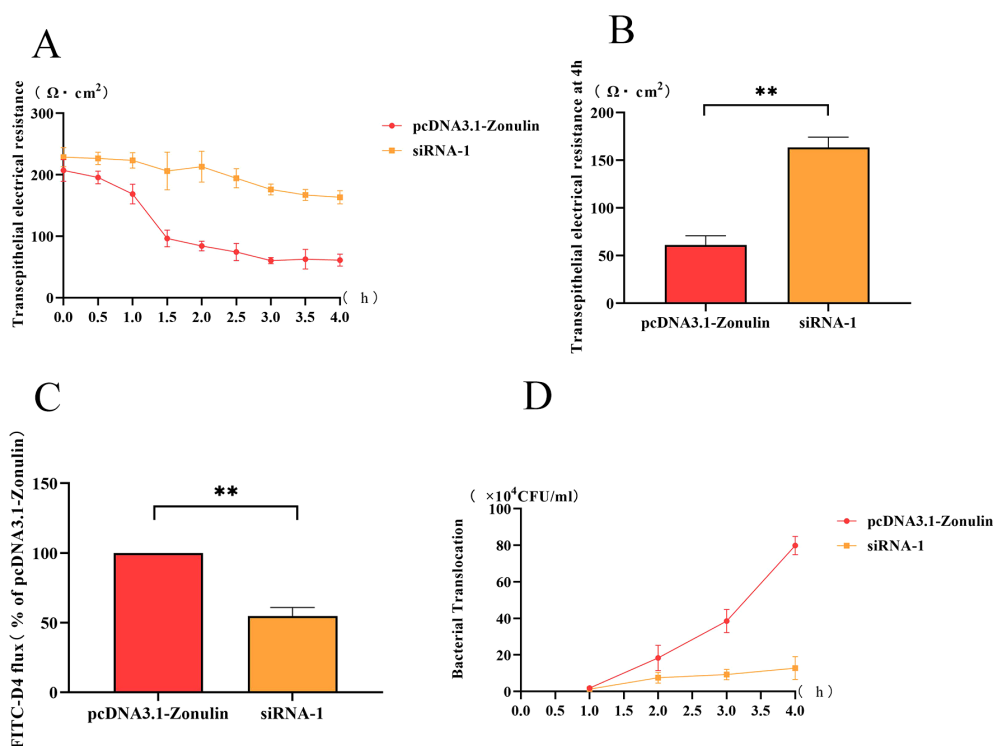 A
( Ω· cm²)
Transepithelial electrical resistance
300
200
100
0
0.0 0.5 1.0 1.5 2.0 2.5 3.0 3.5 4.0
( h)
pcDNA3.1-Zonulin
siRNA-1
B
( Ω· cm²)
Transepithelial electrical resistance at 4h
200
150
100
50
0
**
pcDNA3.1-Zonulin siRNA-1
C
FITC-D4 flux ( % of pcDNA3.1-Zonulin)
150
100
50
0
**
pcDNA3.1-Zonulin siRNA-1
D
( ×10⁴CFU/ml)
Bacterial Translocation
100
80
60
40
20
0
0.0 0.5 1.0 1.5 2.0 2.5 3.0 3.5 4.0
( h)
pcDNA3.1-Zonulin
siRNA-1